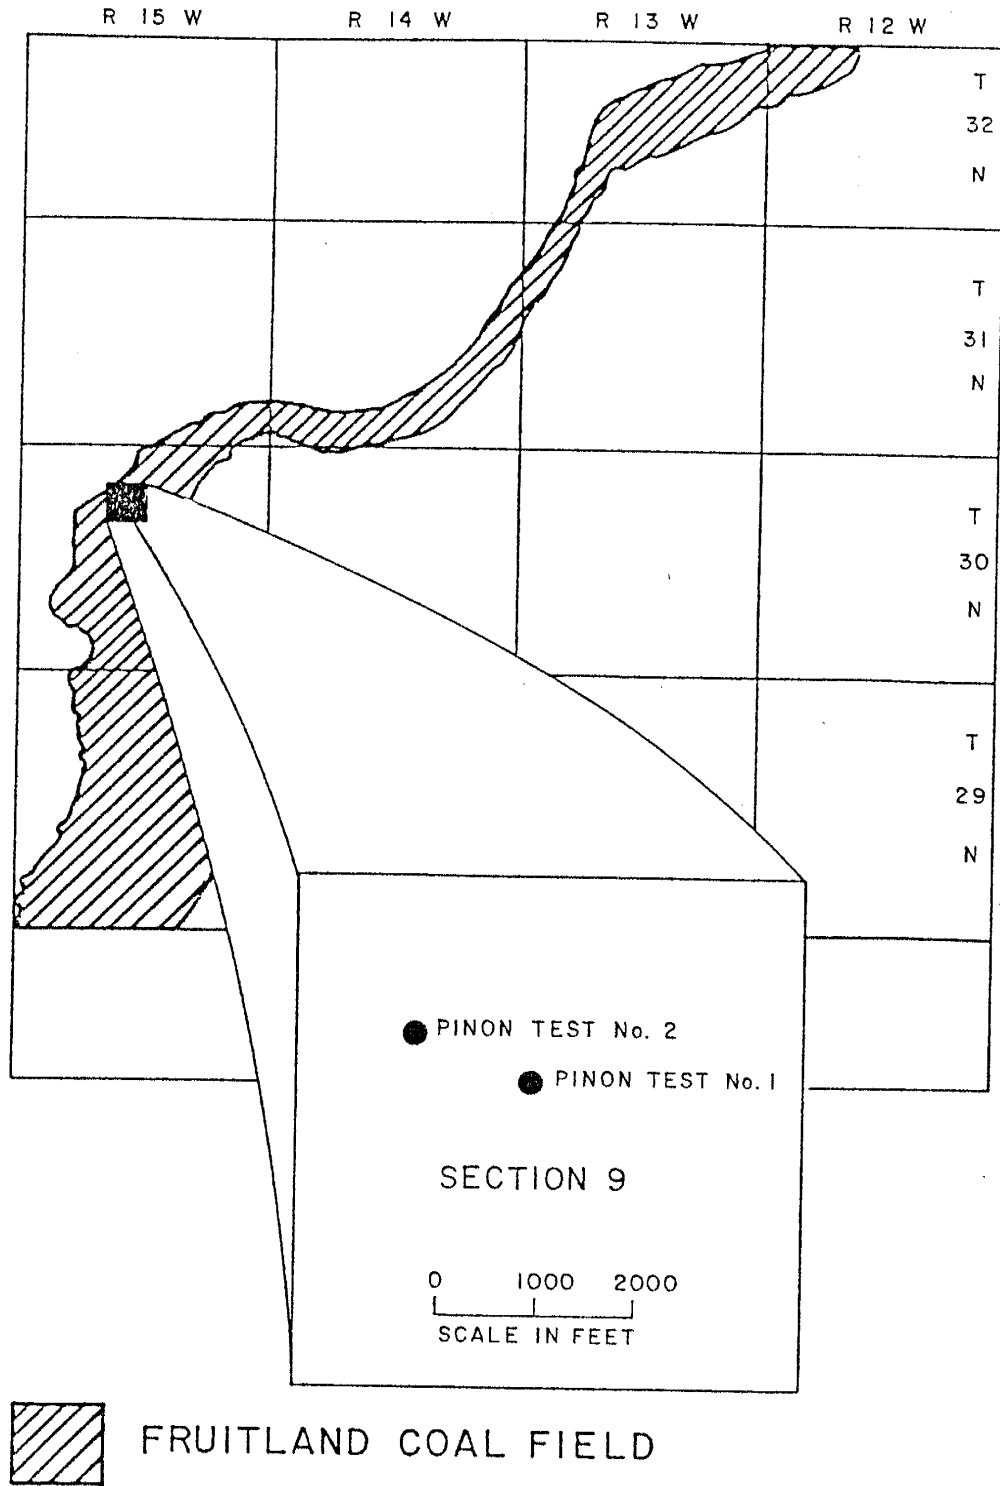 R 15 W R 14 W R 13 W R 12 W
T
32
N
T
31
N
T
30
N
T
29
N
PINON TEST No. 2
PINON TEST No. 1
SECTION 9
0 1000 2000
SCALE IN FEET
FRUITLAND COAL FIELD